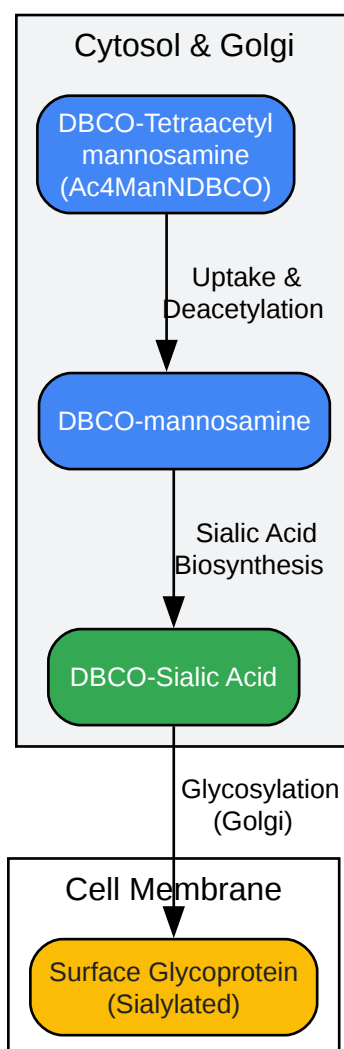 Cytosol & Golgi
DBCO-Tetraacetyl
mannosamine
(Ac4ManNDBCO)
Uptake &
Deacetylation
DBCO-mannosamine
Sialic Acid
Biosynthesis
DBCO-Sialic Acid
Glycosylation
(Golgi)
Cell Membrane
Surface Glycoprotein
(Sialylated)